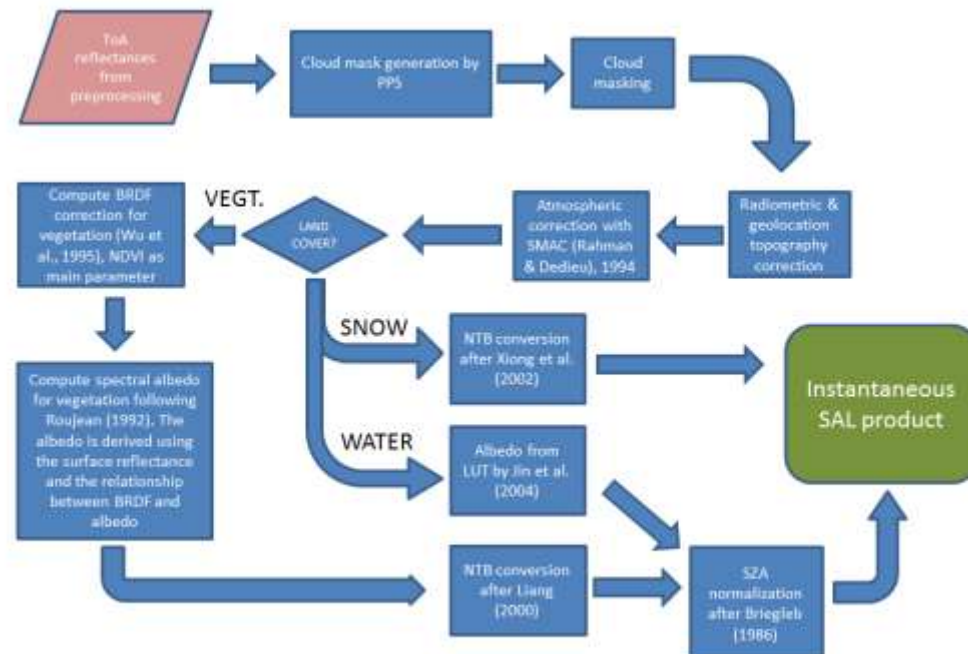 ToA
reflectances
from
preprocessing
Cloud mask generation by
PPS
Cloud
masking
Radiometric &
geolocation
topography
correction
Atmospheric
correction with
SMAC (Rahman
& Dedieu), 1994
LAND
COVER?
VEGT.
Compute BRDF
correction for
vegetation (Wu et
al., 1995), NDVI as
main parameter
Compute spectral albedo
for vegetation following
Roujean (1992). The
albedo is derived using
the surface reflectance
and the relationship
between BRDF and
albedo
SNOW
NTB conversion
after Xiong et al.
(2002)
WATER
Albedo from
LUT by Jin et al.
(2004)
NTB conversion
after Liang
(2000)
SZA
normalization
after Briegleb
(1986)
Instantaneous
SAL product